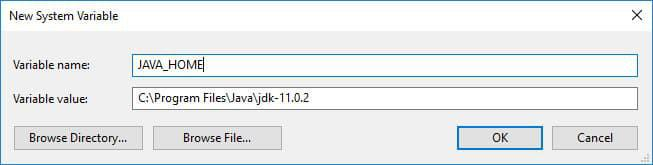 New System Variable
Variable name: JAVA_HOME
Variable value: C:\Program Files\Java\jdk-11.0.2
Browse Directory... Browse File... OK Cancel